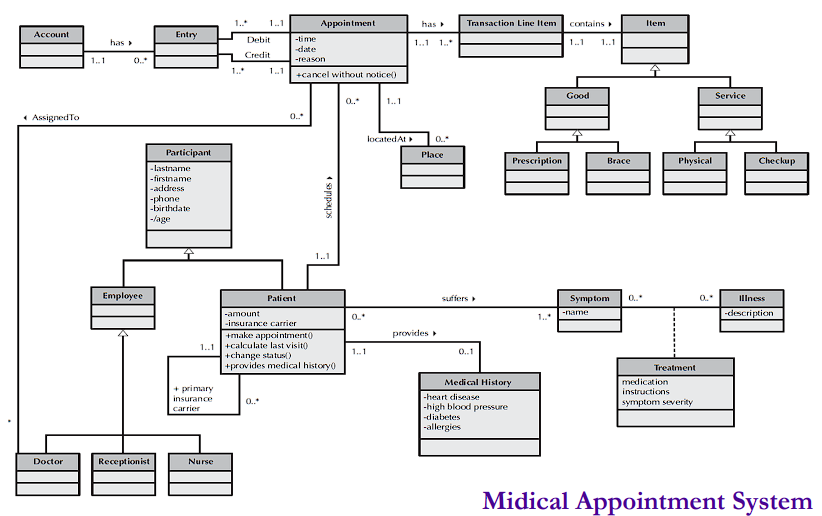 Account
has ▸
1..1
0..*
Entry
1..*
1..1
Debit
Credit
1..*
1..1
Appointment
-time
-date
-reason
+cancel without notice()
has ▸
1..1
1..*
Transaction Line Item
contains ▸
1..1
1..1
Item
Good
Service
Prescription
Brace
Physical
Checkup
◂ AssignedTo
0..*
0..*
1..1
locatedAt ▸
0..*
Place
schedules ▸
1..1
Participant
-lastname
-firstname
-address
-phone
-birthdate
-/age
Employee
Patient
-amount
-insurance carrier
+make appointment()
+calculate last visit()
+change status()
+provides medical history()
suffers ▸
0..*
1..*
Symptom
-name
0..*
0..*
Illness
-description
provides ▸
1..1
0..1
1..1
+ primary
insurance
carrier
0..*
Medical History
-heart disease
-high blood pressure
-diabetes
-allergies
Treatment
medication
instructions
symptom severity
*
Doctor
Receptionist
Nurse
Midical Appointment System